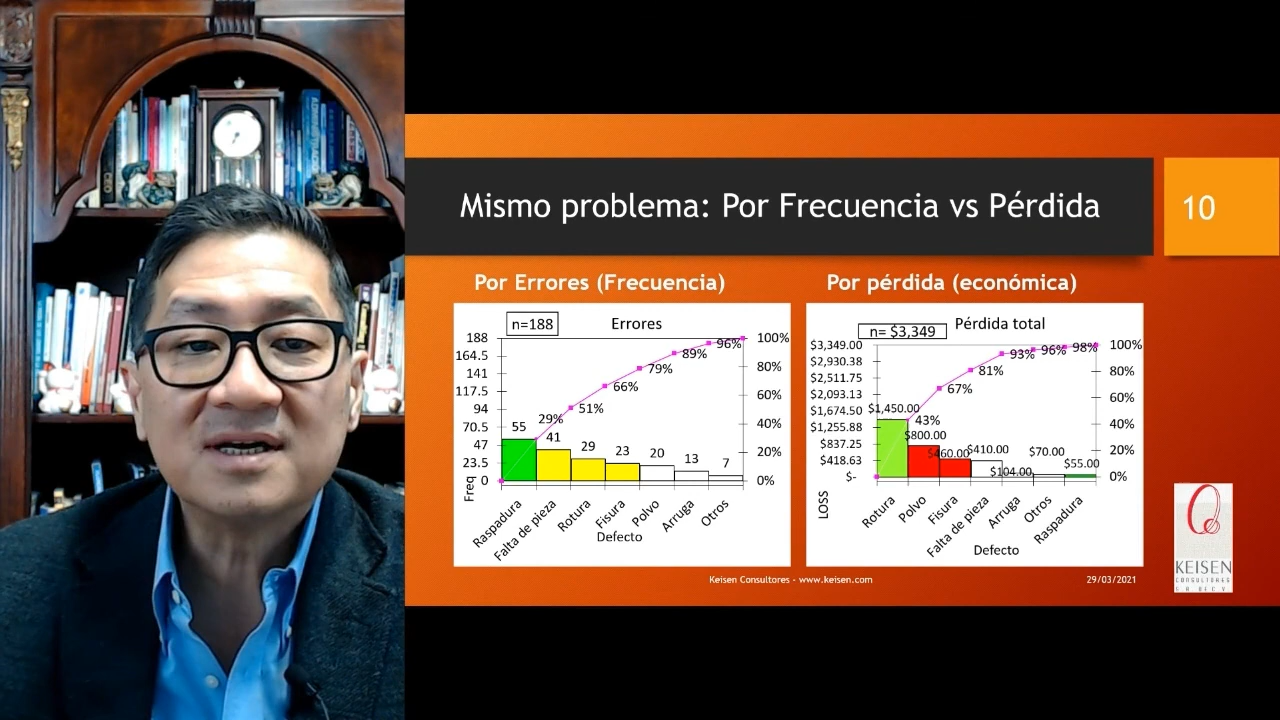 Mismo problema: Por Frecuencia vs Pérdida
10
Por Errores (Frecuencia)
n=188
Errores
188
164.5
141
117.5
94
70.5
47
23.5
0
Freq
100%
80%
60%
40%
20%
0%
55
41
29
23
20
13
7
29%
51%
66%
79%
89%
96%
Raspadura
Falta de pieza
Rotura
Fisura
Polvo
Arruga
Otros
Defecto
Por pérdida (económica)
n= $3,349
Pérdida total
$3,349.00
$2,930.38
$2,511.75
$2,093.13
$1,674.50
$1,255.88
$837.25
$418.63
$-
LOSS
100%
80%
60%
40%
20%
0%
$1,450.00
$800.00
$460.00
$410.00
$104.00
$70.00
$55.00
43%
67%
81%
93%
96%
98%
Rotura
Polvo
Fisura
Falta de pieza
Arruga
Otros
Raspadura
Defecto
Keisen Consultores - www.keisen.com
29/03/2021
KEISEN
CONSULTORES